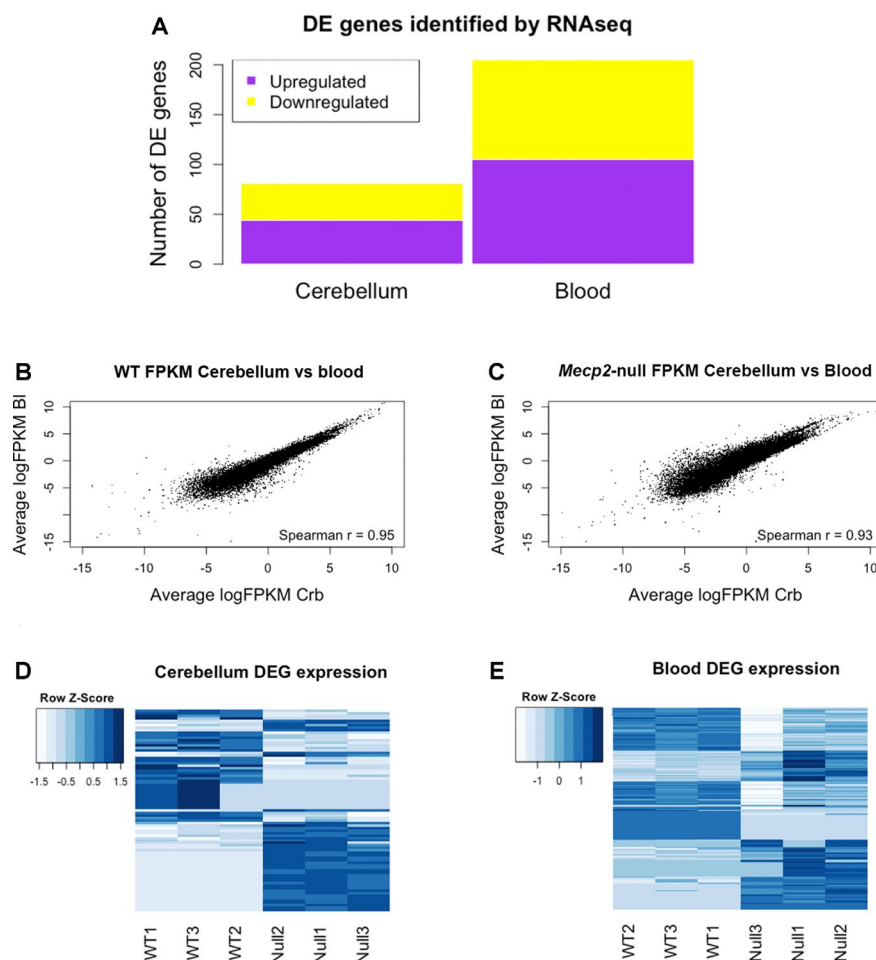 A
DE genes identified by RNAseq
Number of DE genes
200
150
100
50
0
Upregulated
Downregulated
Cerebellum
Blood
B
WT FPKM Cerebellum vs blood
Average logFPKM Bl
10
5
0
-5
-15
Spearman r = 0.95
-15
-10
-5
0
5
10
Average logFPKM Crb
C
Mecp2-null FPKM Cerebellum vs Blood
Average logFPKM Bl
10
5
0
-5
-15
Spearman r = 0.93
-15
-10
-5
0
5
10
Average logFPKM Crb
D
Cerebellum DEG expression
Row Z-Score
-1.5
-0.5
0.5
1.5
WT1
WT3
WT2
Null2
Null1
Null3
E
Blood DEG expression
Row Z-Score
-1
0
1
WT2
WT3
WT1
Null3
Null1
Null2